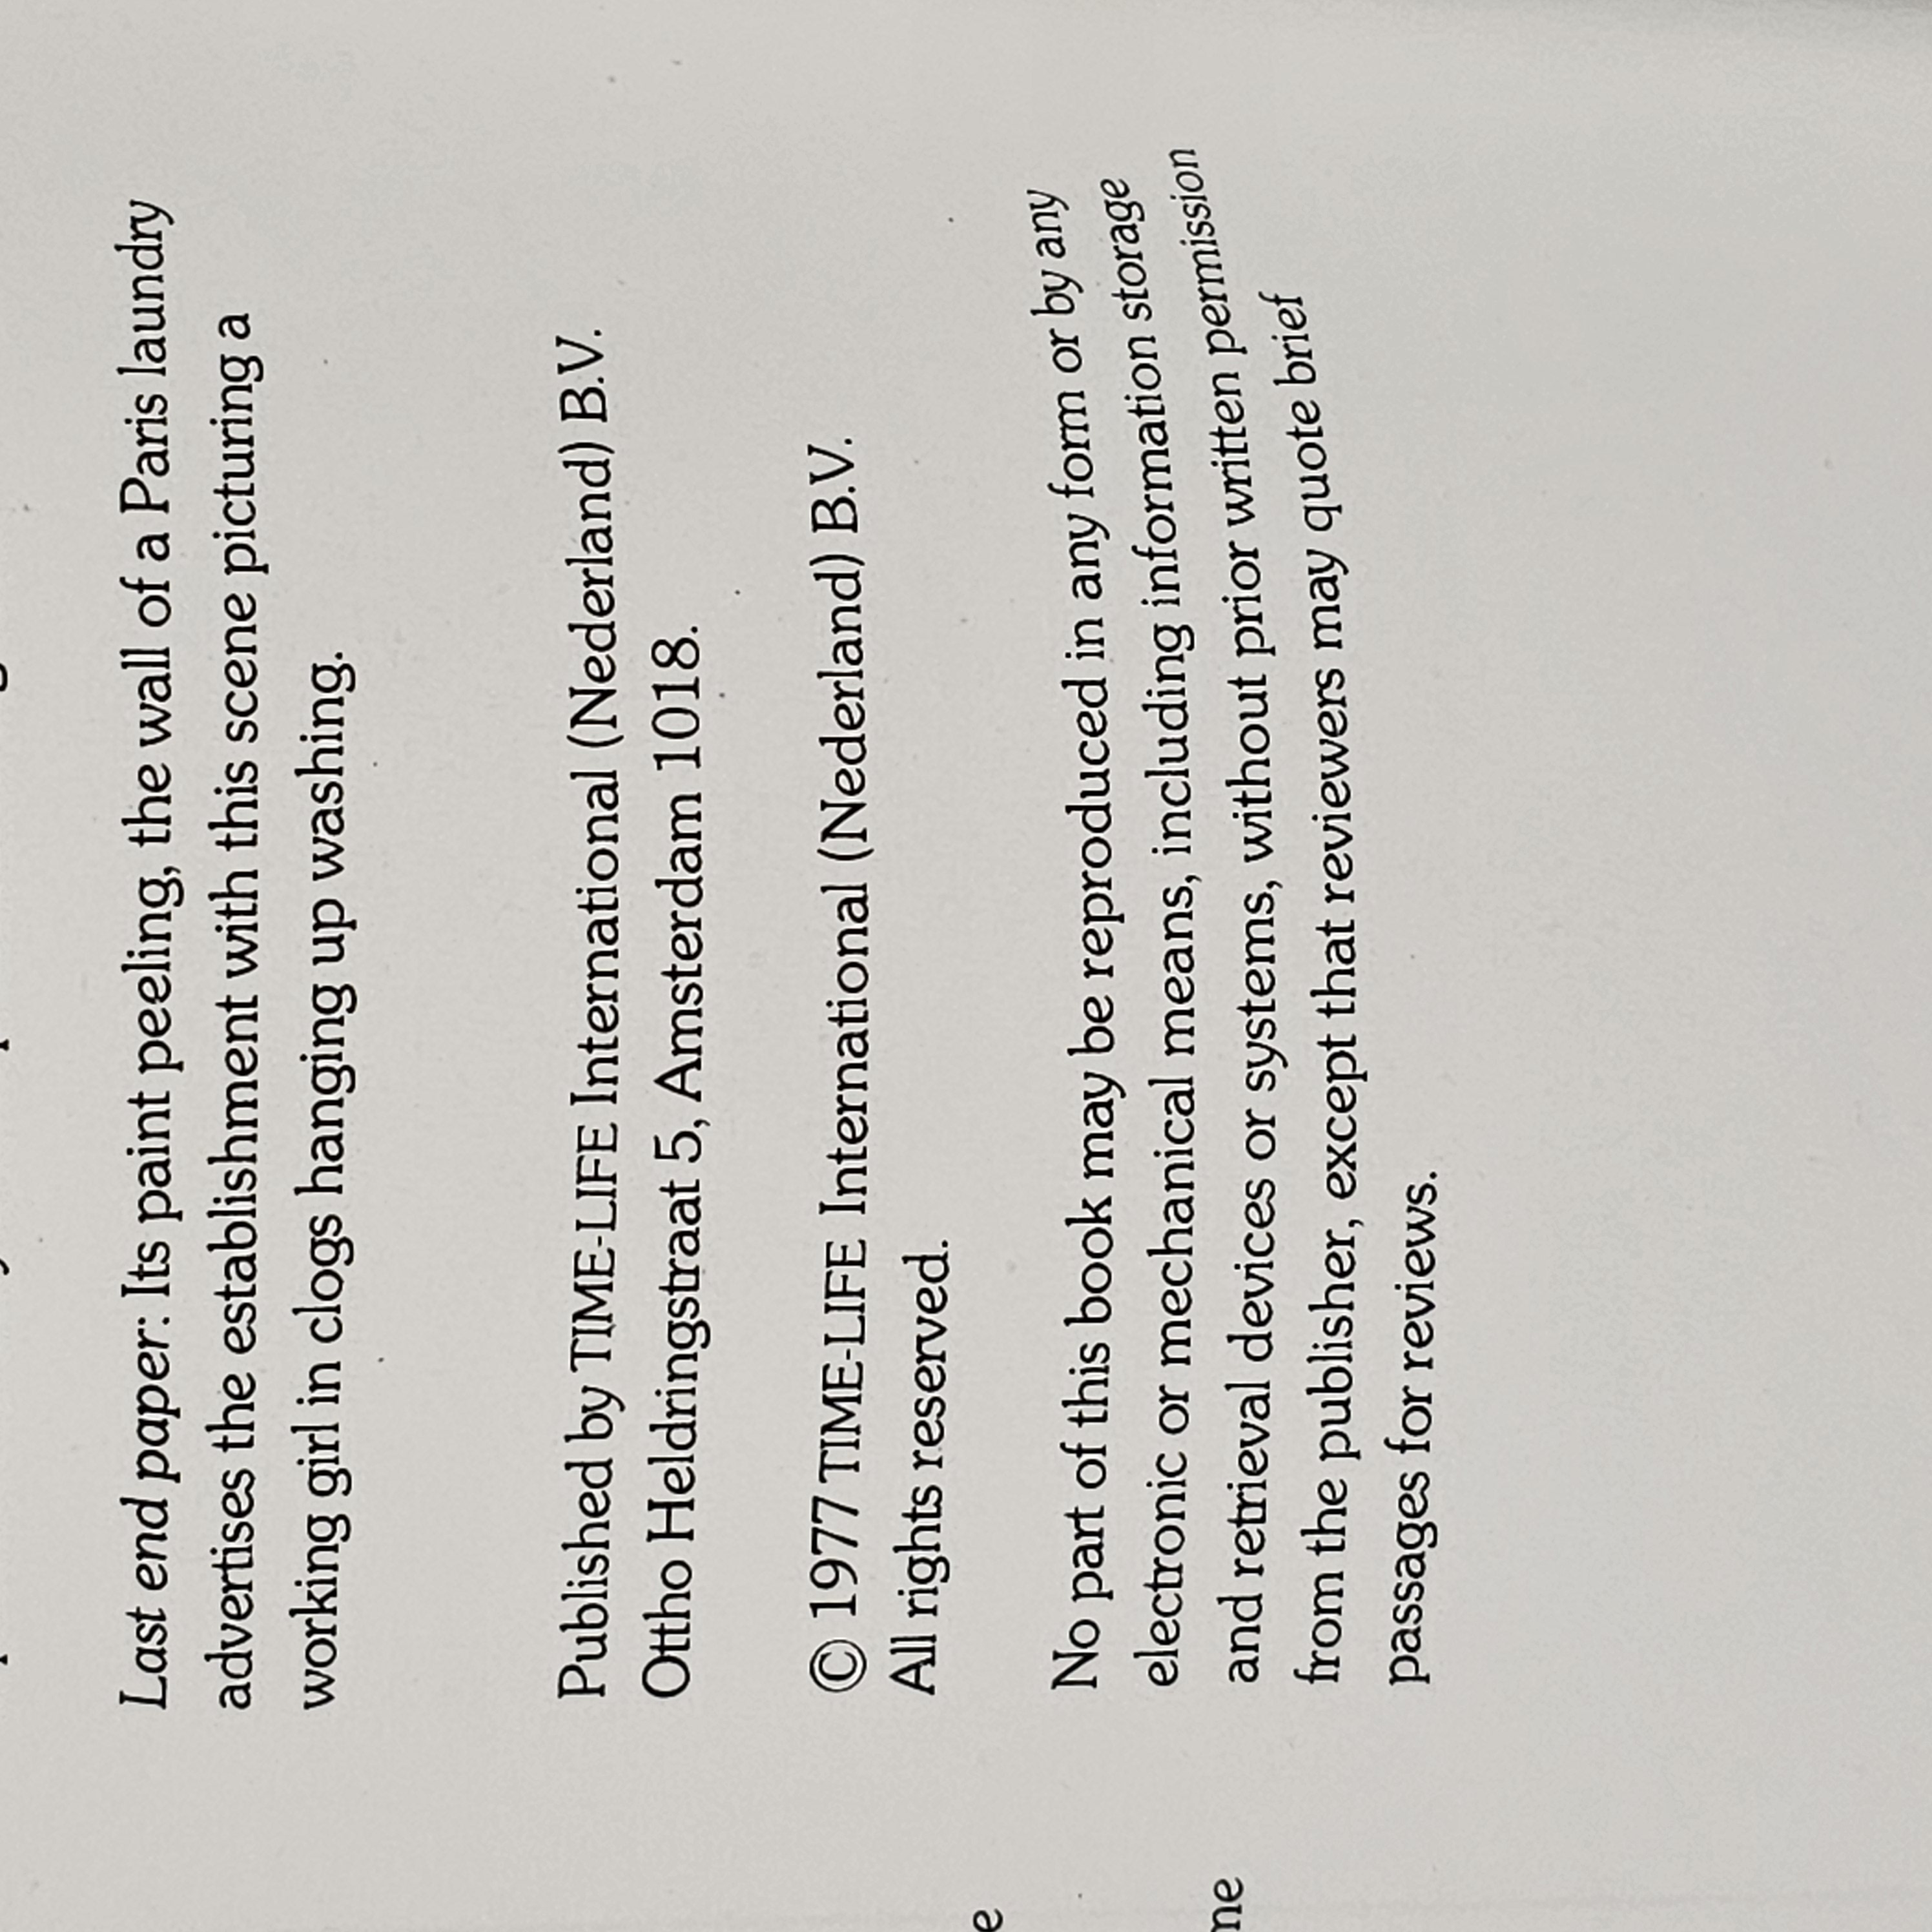 Last end paper: Its paint peeling, the wall of a Paris laundry
advertises the establishment with this scene picturing a
working girl in clogs hanging up washing.
Published by TIME-LIFE International (Nederland) B.V.
Ottho Heldringstraat 5, Amsterdam 1018.
© 1977 TIME-LIFE International (Nederland) B.V.
All rights reserved.
No part of this book may be reproduced in any form or by any
electronic or mechanical means, including information storage
and retrieval devices or systems, without prior written permission
from the publisher, except that reviewers may quote brief
passages for reviews.